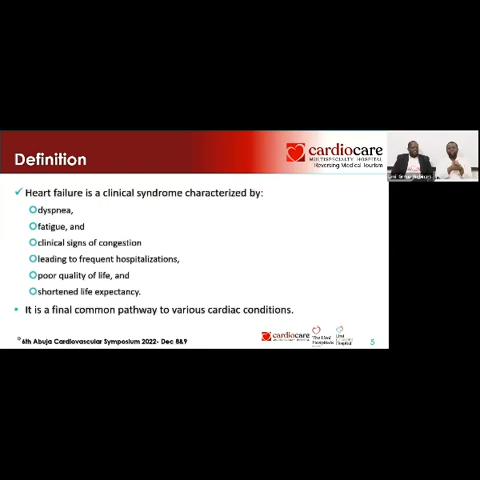 Definition
cardiocare
MULTISPECIALTY HOSPITAL
Reversing Medical Tourism
✓ Heart failure is a clinical syndrome characterized by:
dyspnea,
fatigue, and
clinical signs of congestion
leading to frequent hospitalizations,
poor quality of life, and
shortened life expectancy.
• It is a final common pathway to various cardiac conditions.
6th Abuja Cardiovascular Symposium 2022- Dec 8&9
cardiocare
Hospital
5